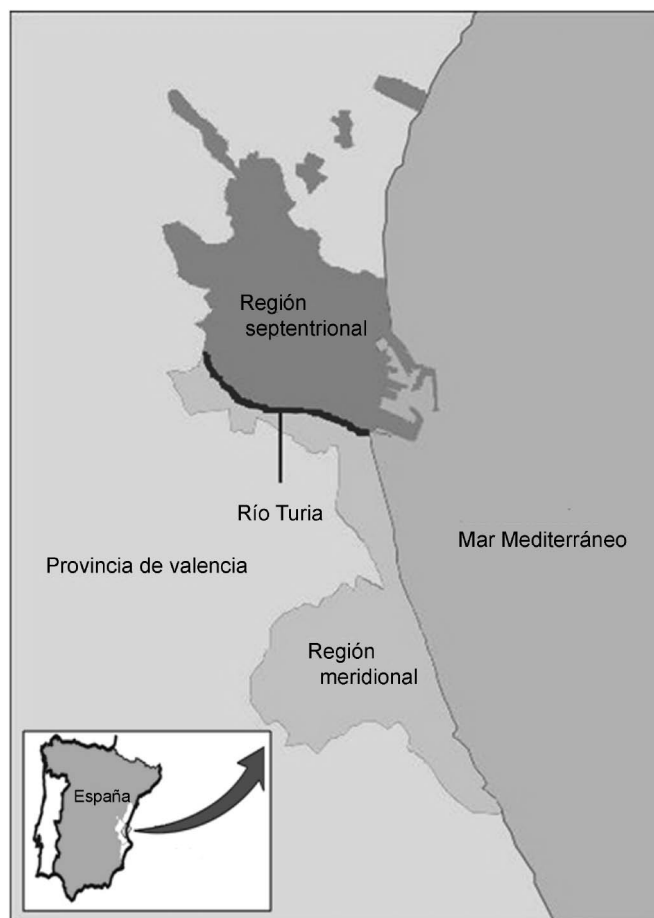 Región
septentrional
Río Turia
Mar Mediterráneo
Provincia de valencia
Región
meridional
España